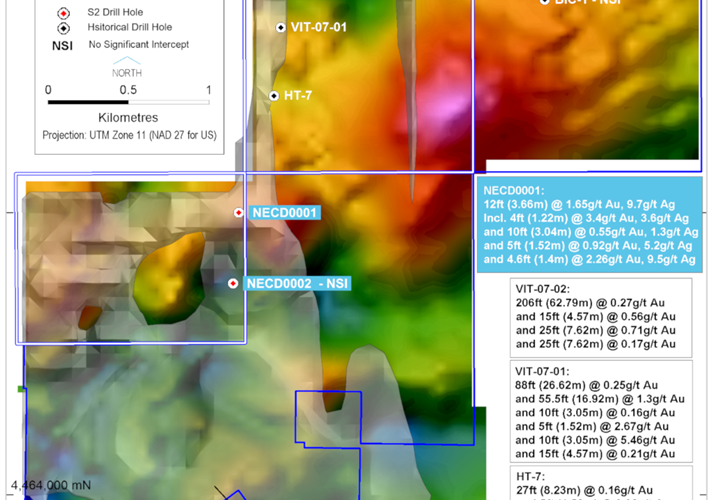 S2 Drill Hole
Hsitorical Drill Hole
NSI No Significant Intercept
NORTH
0 0.5 1
Kilometres
Projection: UTM Zone 11 (NAD 27 for US)
BIC-1 - NSI
VIT-07-01
HT-7
NECD0001
NECD0002 - NSI
NECD0001:
12ft (3.66m) @ 1.65g/t Au, 9.7g/t Ag
Incl. 4ft (1.22m) @ 3.4g/t Au, 3.6g/t Ag
and 10ft (3.04m) @ 0.55g/t Au, 1.3g/t Ag
and 5ft (1.52m) @ 0.92g/t Au, 5.2g/t Ag
and 4.6ft (1.4m) @ 2.26g/t Au, 9.5g/t Ag
VIT-07-02:
206ft (62.79m) @ 0.27g/t Au
and 15ft (4.57m) @ 0.56g/t Au
and 25ft (7.62m) @ 0.71g/t Au
and 25ft (7.62m) @ 0.17g/t Au
VIT-07-01:
88ft (26.62m) @ 0.25g/t Au
and 55.5ft (16.92m) @ 1.3g/t Au
and 10ft (3.05m) @ 0.16g/t Au
and 5ft (1.52m) @ 2.67g/t Au
and 10ft (3.05m) @ 5.46g/t Au
and 15ft (4.57m) @ 0.21g/t Au
HT-7:
27ft (8.23m) @ 0.16g/t Au
4,464,000 mN